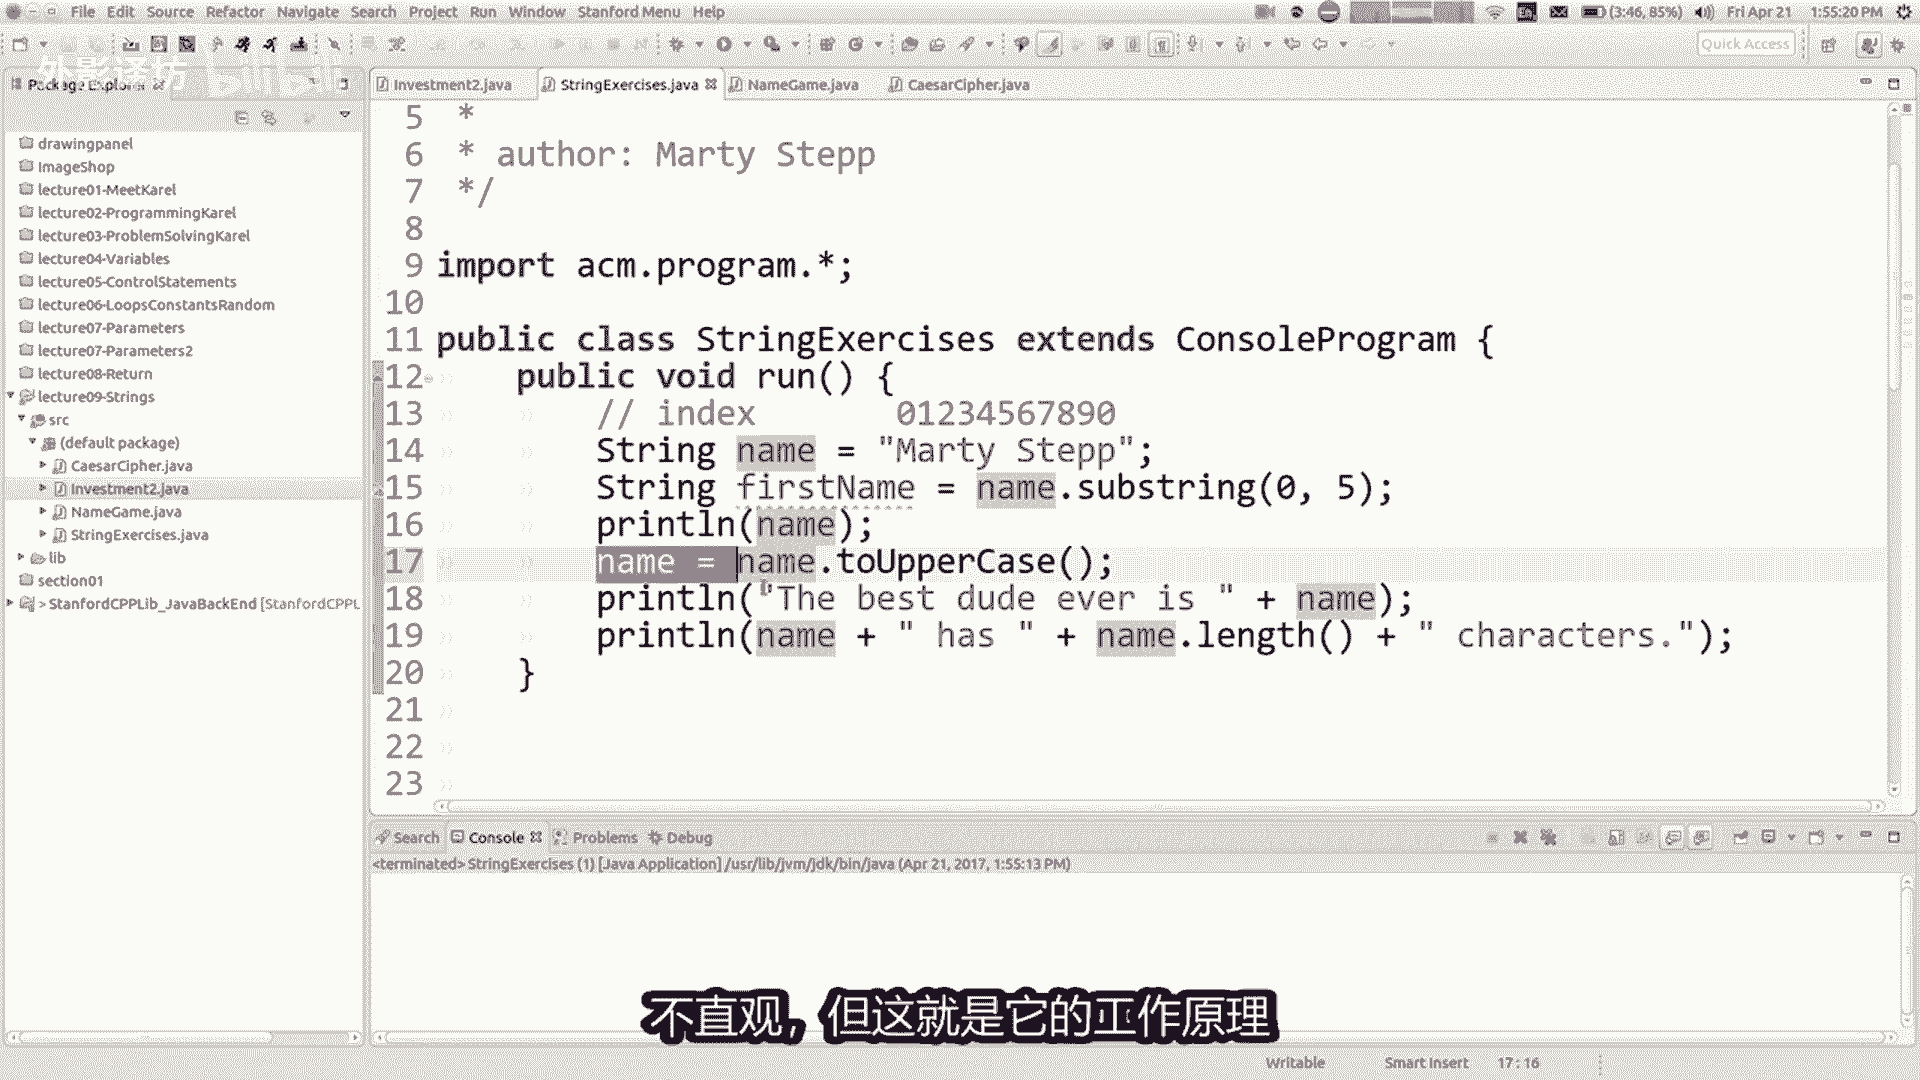 File Edit Source Refactor Navigate Search Project Run Window Stanford Menu Help
(3:46, 85%) Fri Apr 21 1:55:20 PM
Quick Access
外影译坊 bilibili
Package Explorer
Investment2.java StringExercises.java NameGame.java CaesarCipher.java
drawingpanel
ImageShop
lecture01-MeetKarel
lecture02-ProgrammingKarel
lecture03-ProblemSolvingKarel
lecture04-Variables
lecture05-ControlStatements
lecture06-LoopsConstantsRandom
lecture07-Parameters
lecture07-Parameters2
lecture08-Return
lecture09-Strings
src
(default package)
CaesarCipher.java
Investment2.java
NameGame.java
StringExercises.java
lib
section01
> StanfordCPPLib_JavaBackEnd [StanfordCPPL
5 *
6 * author: Marty Stepp
7 */
8
9 import acm.program.*;
10
11 public class StringExercises extends ConsoleProgram {
12 public void run() {
13 // index 01234567890
14 String name = "Marty Stepp";
15 String firstName = name.substring(0, 5);
16 println(name);
17 name = name.toUpperCase();
18 println("The best dude ever is " + name);
19 println(name + " has " + name.length() + " characters.");
20 }
21
22
23
Search Console Problems Debug
<terminated> StringExercises (1) [Java Application] /usr/lib/jvm/jdk/bin/java (Apr 21, 2017, 1:55:13 PM)
不直观，但这就是它的工作原理
Writable Smart Insert 17 : 16